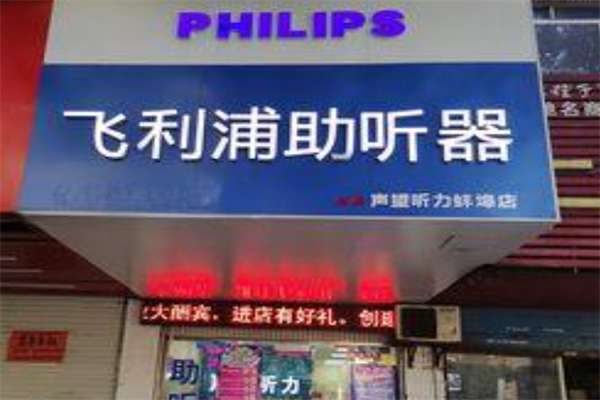 PHILIPS
飞利浦助听器
声望听力蚌埠店
大酬宾。进店有好礼。创
助
听
听力